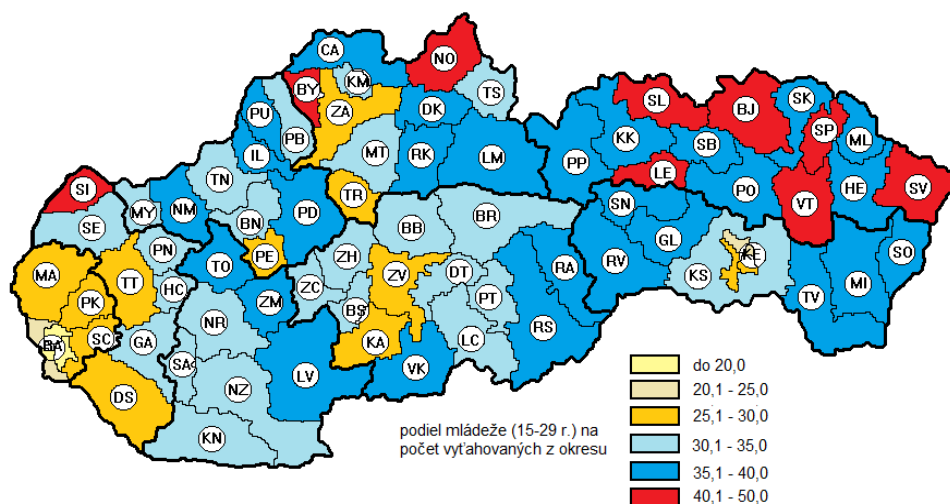 CA
NO
KM
TS
BY
ZA
PU
DK
SL
BJ
SK
PB
SP
ML
KK
SB
IL
MT
RK
LM
PP
LE
TN
TR
PO
HE
SV
SI
MY
NM
BN
PD
VT
SE
BB
BR
SN
PN
PE
GL
KE
SO
MA
TT
TO
ZH
ZV
DT
RA
RV
KS
HC
ZC
ZM
PT
TV
MI
PK
BS
NR
SC
GA
KA
LC
RS
BA
SA
DS
NZ
LV
VK
KN
podiel mládeže (15-29 r.) na
počet vyťahovaných z okresu
do 20,0
20,1 - 25,0
25,1 - 30,0
30,1 - 35,0
35,1 - 40,0
40,1 - 50,0